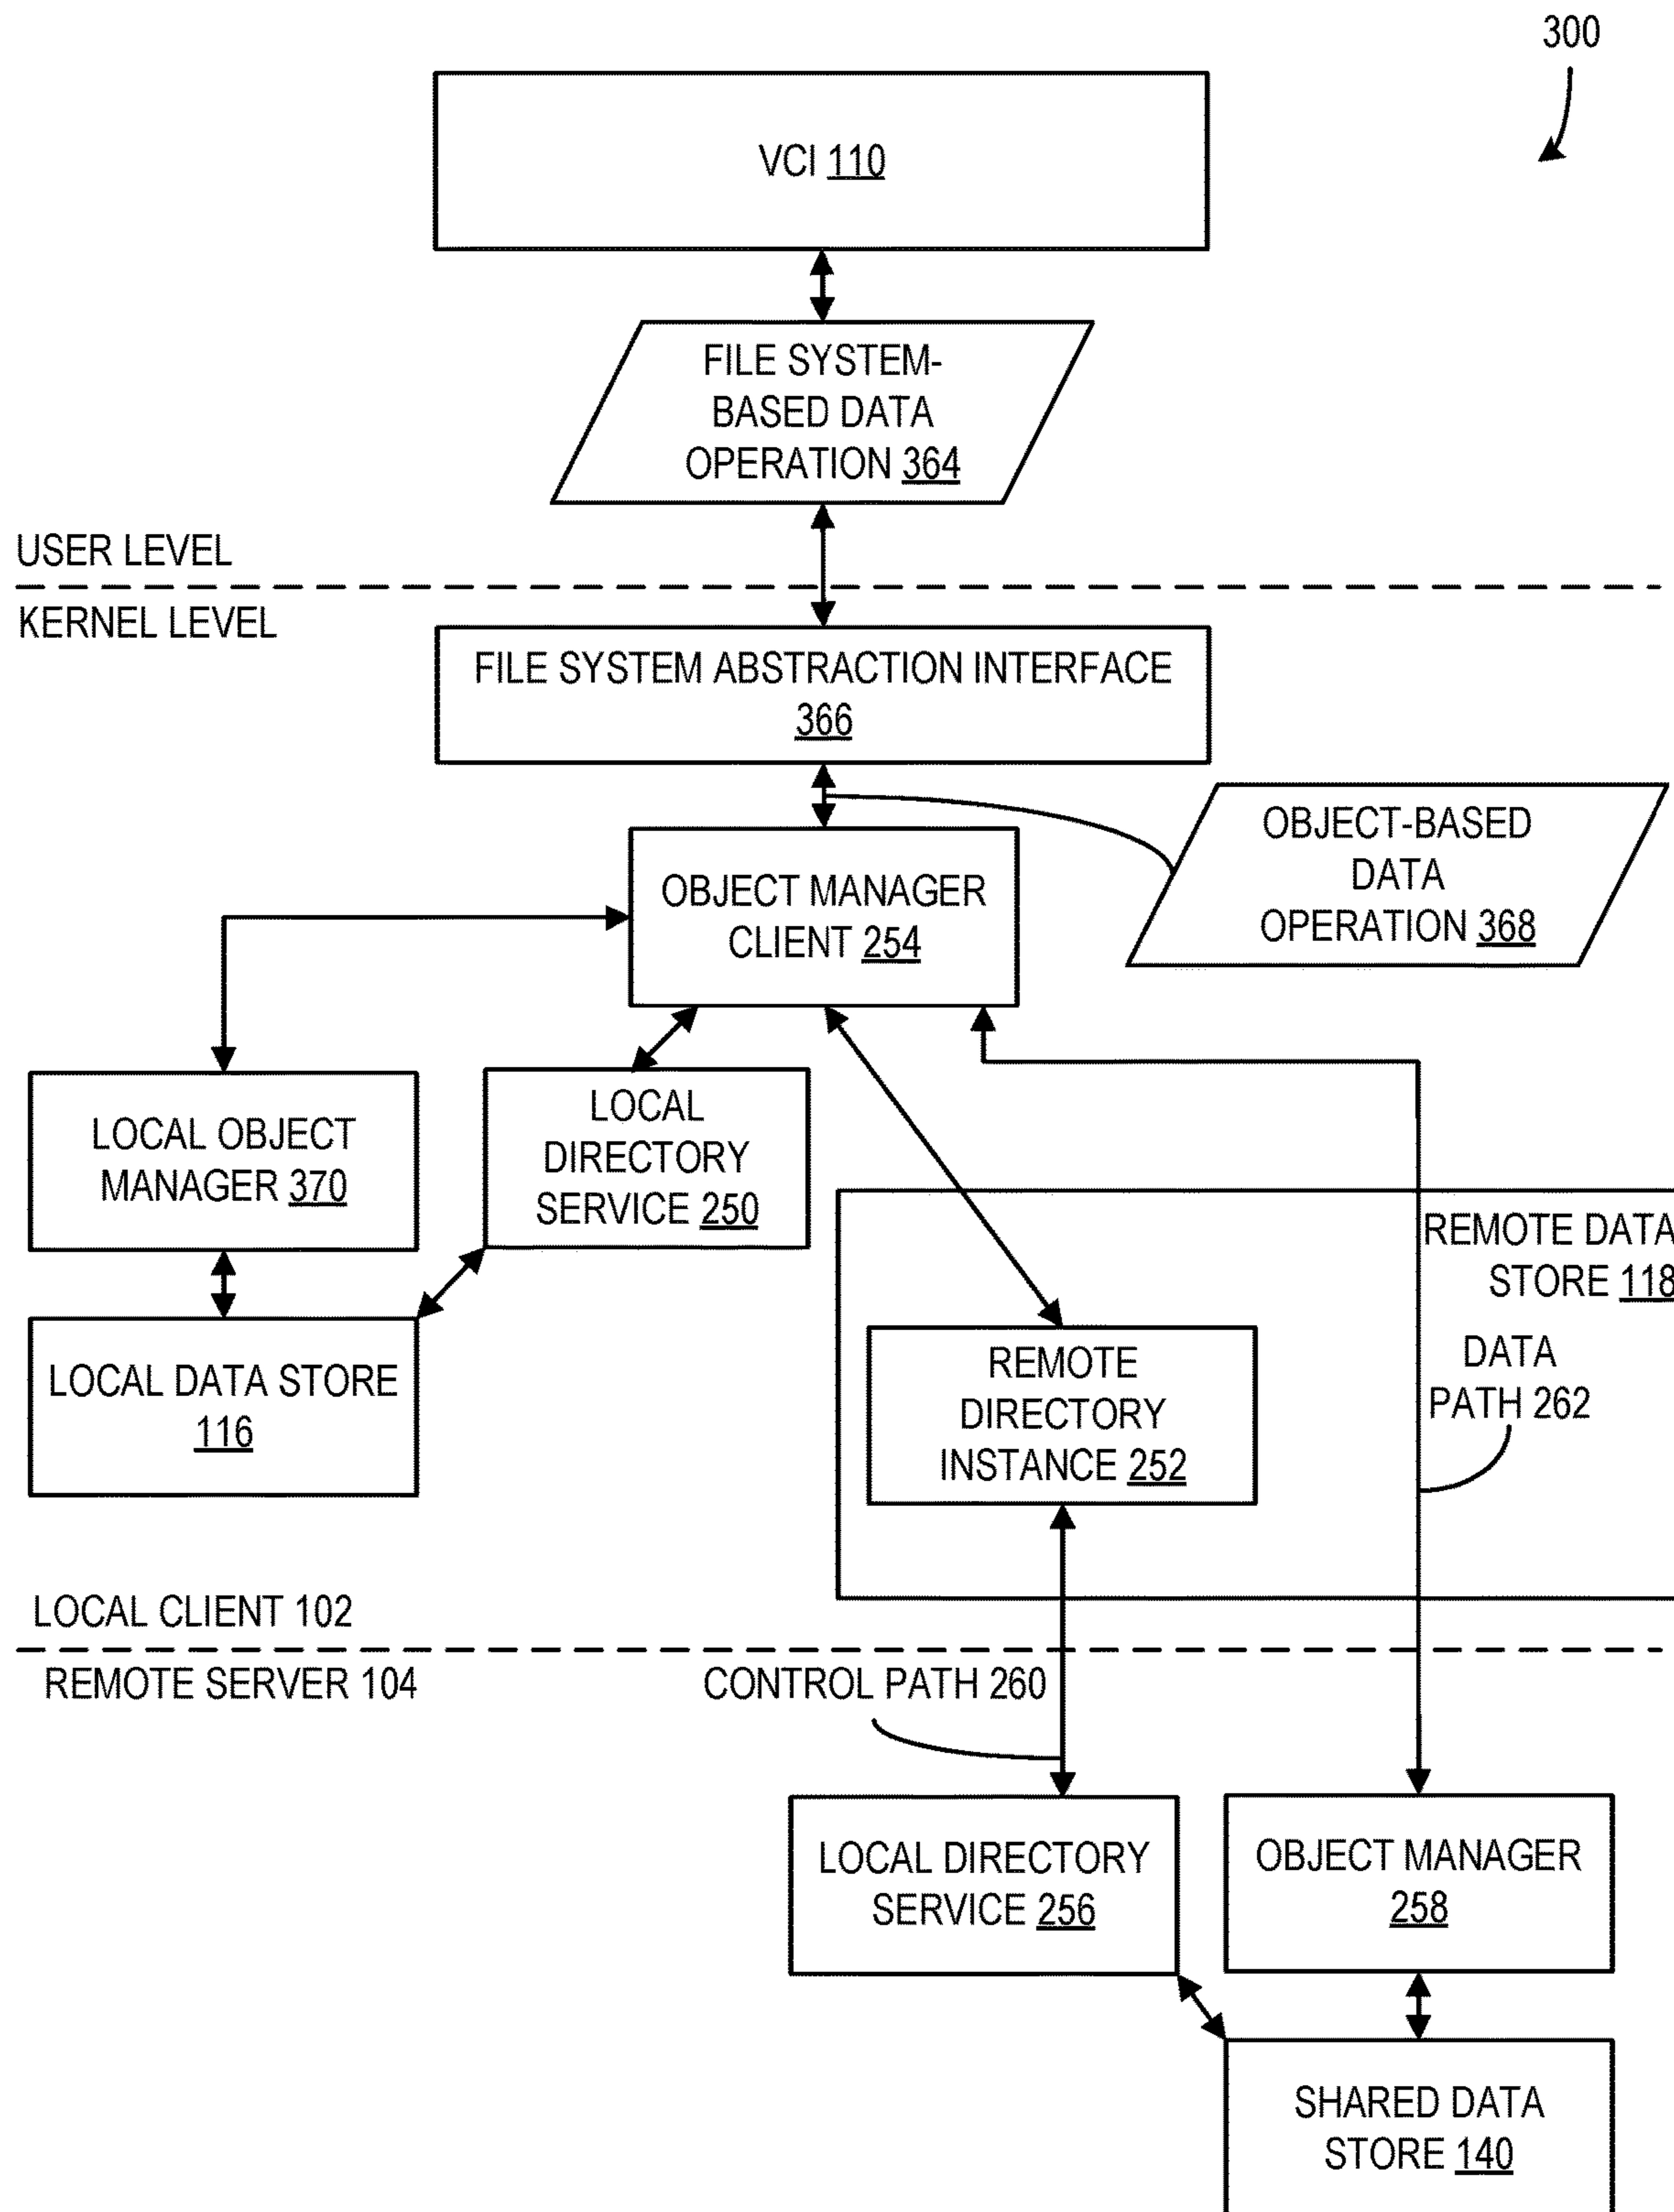 300
VCI 110
FILE SYSTEM-
BASED DATA
OPERATION 364
USER LEVEL
KERNEL LEVEL
FILE SYSTEM ABSTRACTION INTERFACE
366
OBJECT-BASED
DATA
OPERATION 368
OBJECT MANAGER
CLIENT 254
LOCAL OBJECT
MANAGER 370
LOCAL
DIRECTORY
SERVICE 250
REMOTE DATA
STORE 118
LOCAL DATA STORE
116
REMOTE
DIRECTORY
INSTANCE 252
DATA
PATH 262
LOCAL CLIENT 102
REMOTE SERVER 104
CONTROL PATH 260
LOCAL DIRECTORY
SERVICE 256
OBJECT MANAGER
258
SHARED DATA
STORE 140